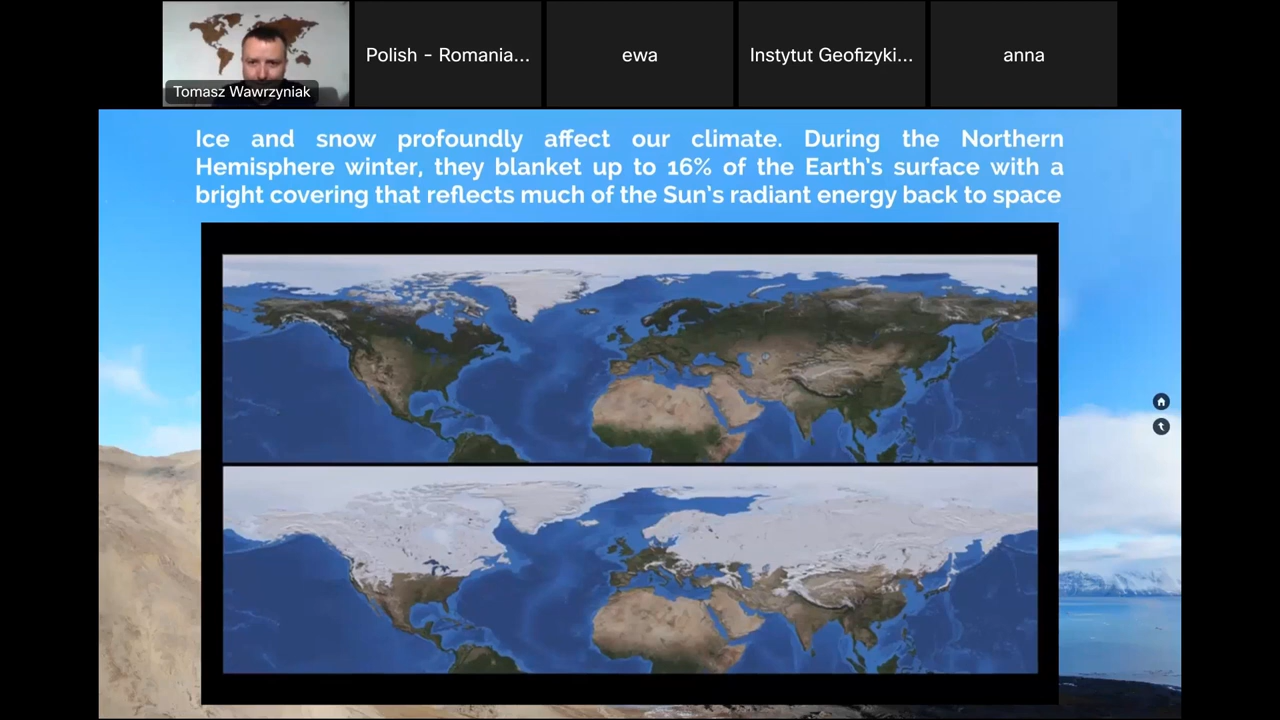 Tomasz Wawrzyniak
Polish - Romania...
ewa
Instytut Geofizyki...
anna
Ice and snow profoundly affect our climate. During the Northern
Hemisphere winter, they blanket up to 16% of the Earth's surface with a
bright covering that reflects much of the Sun's radiant energy back to space